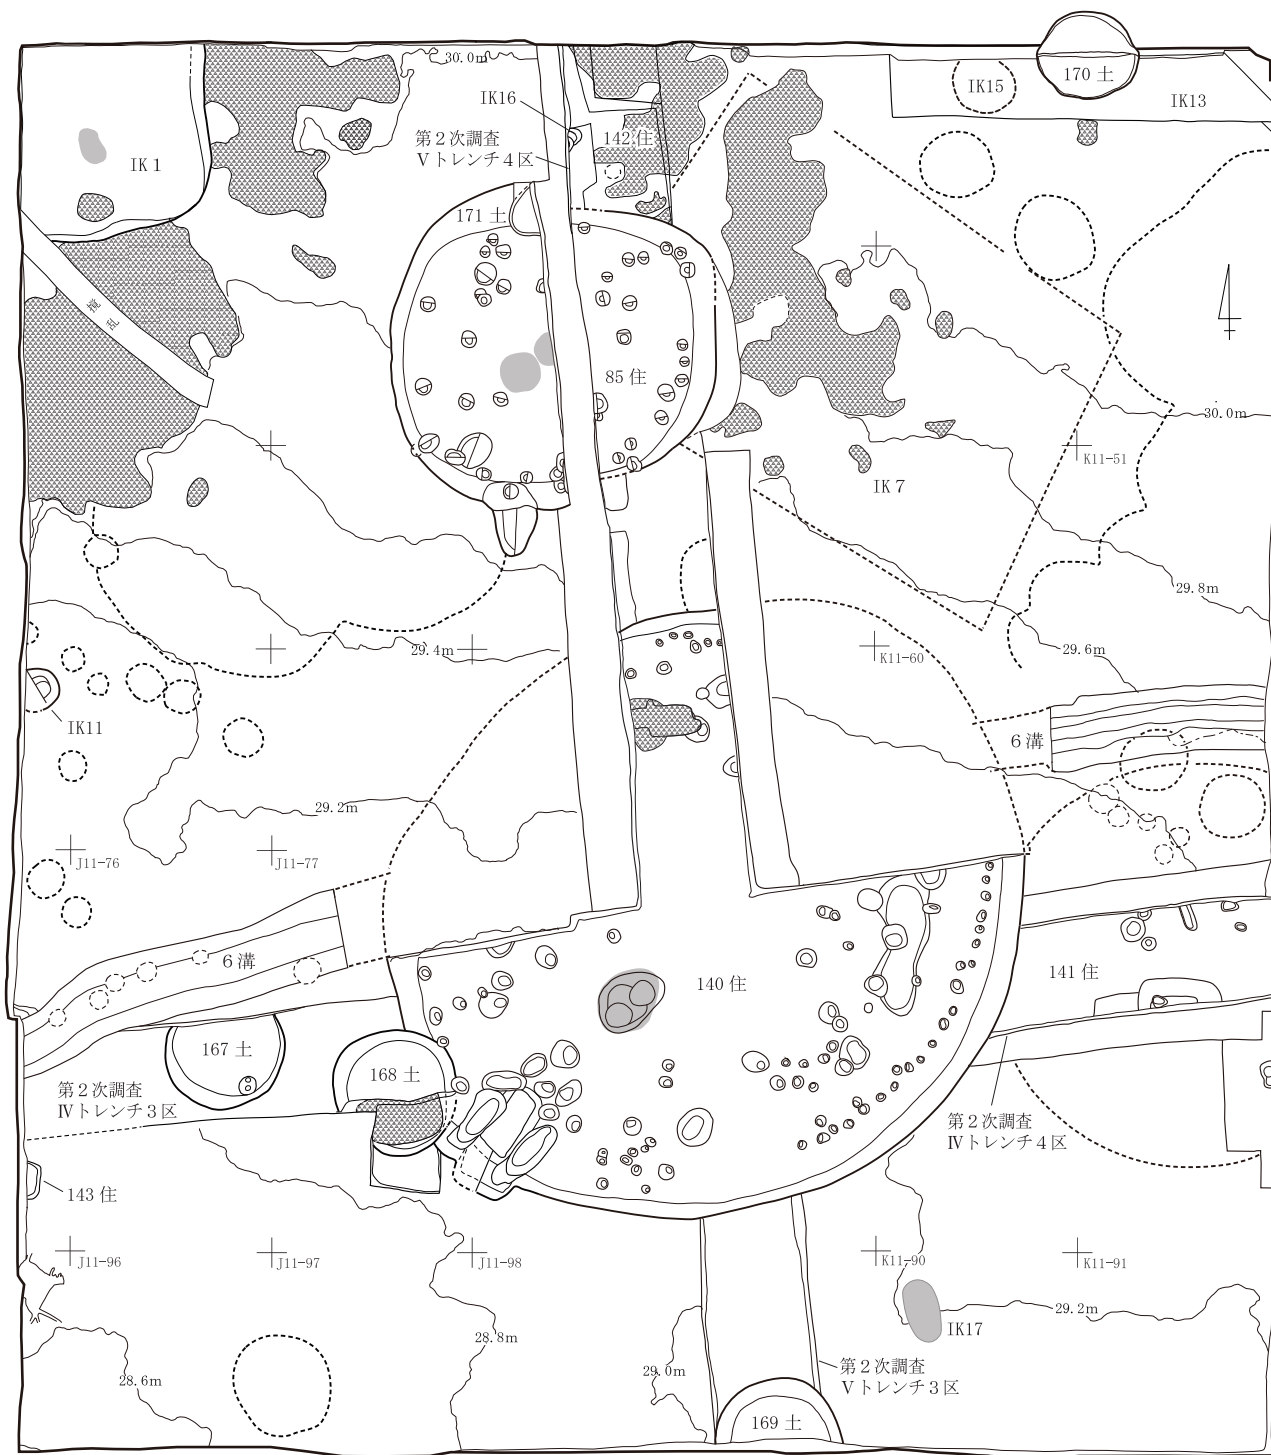 30.0m
170 土
IK15
IK13
IK16
142住
第2次調査
Vトレンチ4区
IK 1
171 土
攪乱
85 住
30.0m
K11-51
IK 7
29.8m
29.6m
K11-60
29.4m
IK11
6溝
29.2m
J11-76
J11-77
6溝
140 住
141 住
167 土
168 土
第2次調査
Ⅳトレンチ3区
第2次調査
Ⅳトレンチ4区
143 住
J11-96
J11-97
J11-98
K11-90
K11-91
29.2m
IK17
28.8m
第2次調査
Vトレンチ3区
29.0m
28.6m
169 土